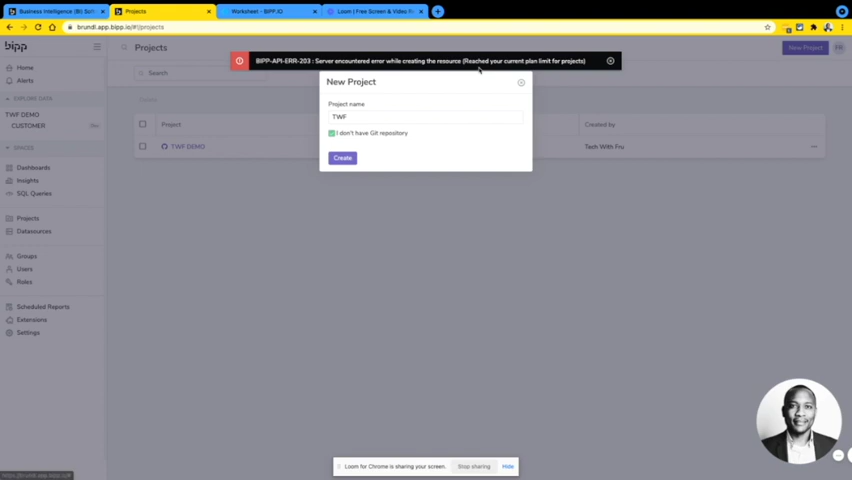 Business Intelligence (BI) Soft
Projects
Worksheet - BIPP.IO
Loom | Free Screen & Video Re
brundl.app.bipp.io/#!/projects
bipp
Projects
New Project
BIPP-API-ERR-203 : Server encountered error while creating the resource (Reached your current plan limit for projects)
Home
Alerts
Search
New Project
EXPLORE DATA
Project name
TWF DEMO
TWF
CUSTOMER
I don't have Git repository
Project
Created by
SPACES
TWF DEMO
Tech With Fru
Create
Dashboards
Insights
SQL Queries
Projects
Datasources
Groups
Users
Roles
Scheduled Reports
Extensions
Settings
Loom for Chrome is sharing your screen.
Stop sharing
Hide